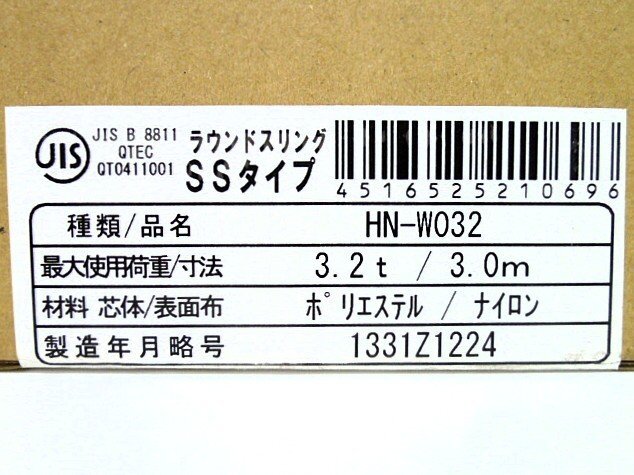 JIS
JIS B 8811
QTEC
QT0411001
ラウンドスリング
SSタイプ
4516525210696
種類/品名 HN-W032
最大使用荷重/寸法 3.2t / 3.0m
材料 芯体/表面布 ﾎﾟﾘｴｽﾃﾙ / ﾅｲﾛﾝ
製造年月略号 1331Z1224